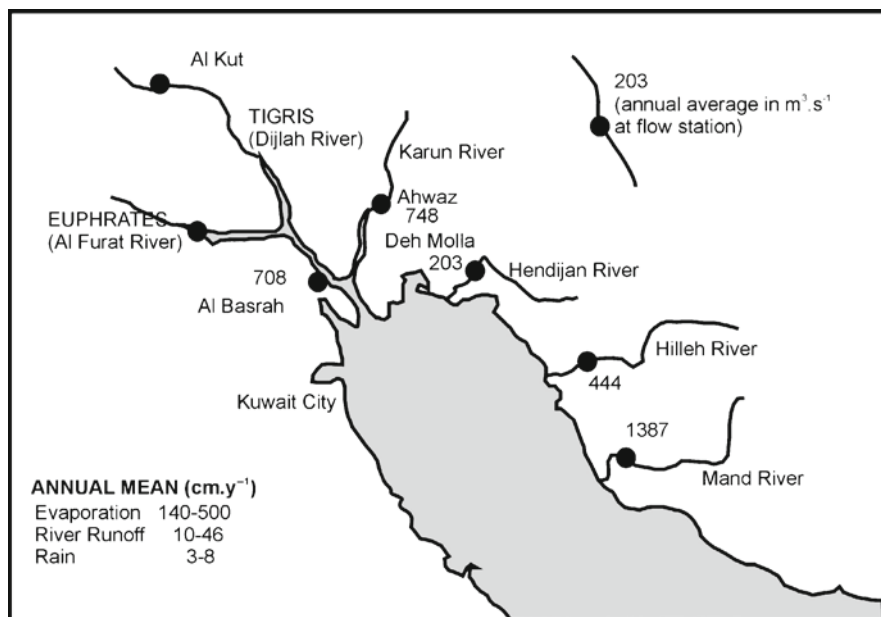 Al Kut
TIGRIS
(Dijlah River)
203
(annual average in m³.s⁻¹
at flow station)
Karun River
Ahwaz
748
EUPHRATES
(Al Furat River)
Deh Molla
203
Hendijan River
708
Al Basrah
Hilleh River
444
Kuwait City
1387
Mand River
ANNUAL MEAN (cm.y⁻¹)
Evaporation 140-500
River Runoff 10-46
Rain 3-8